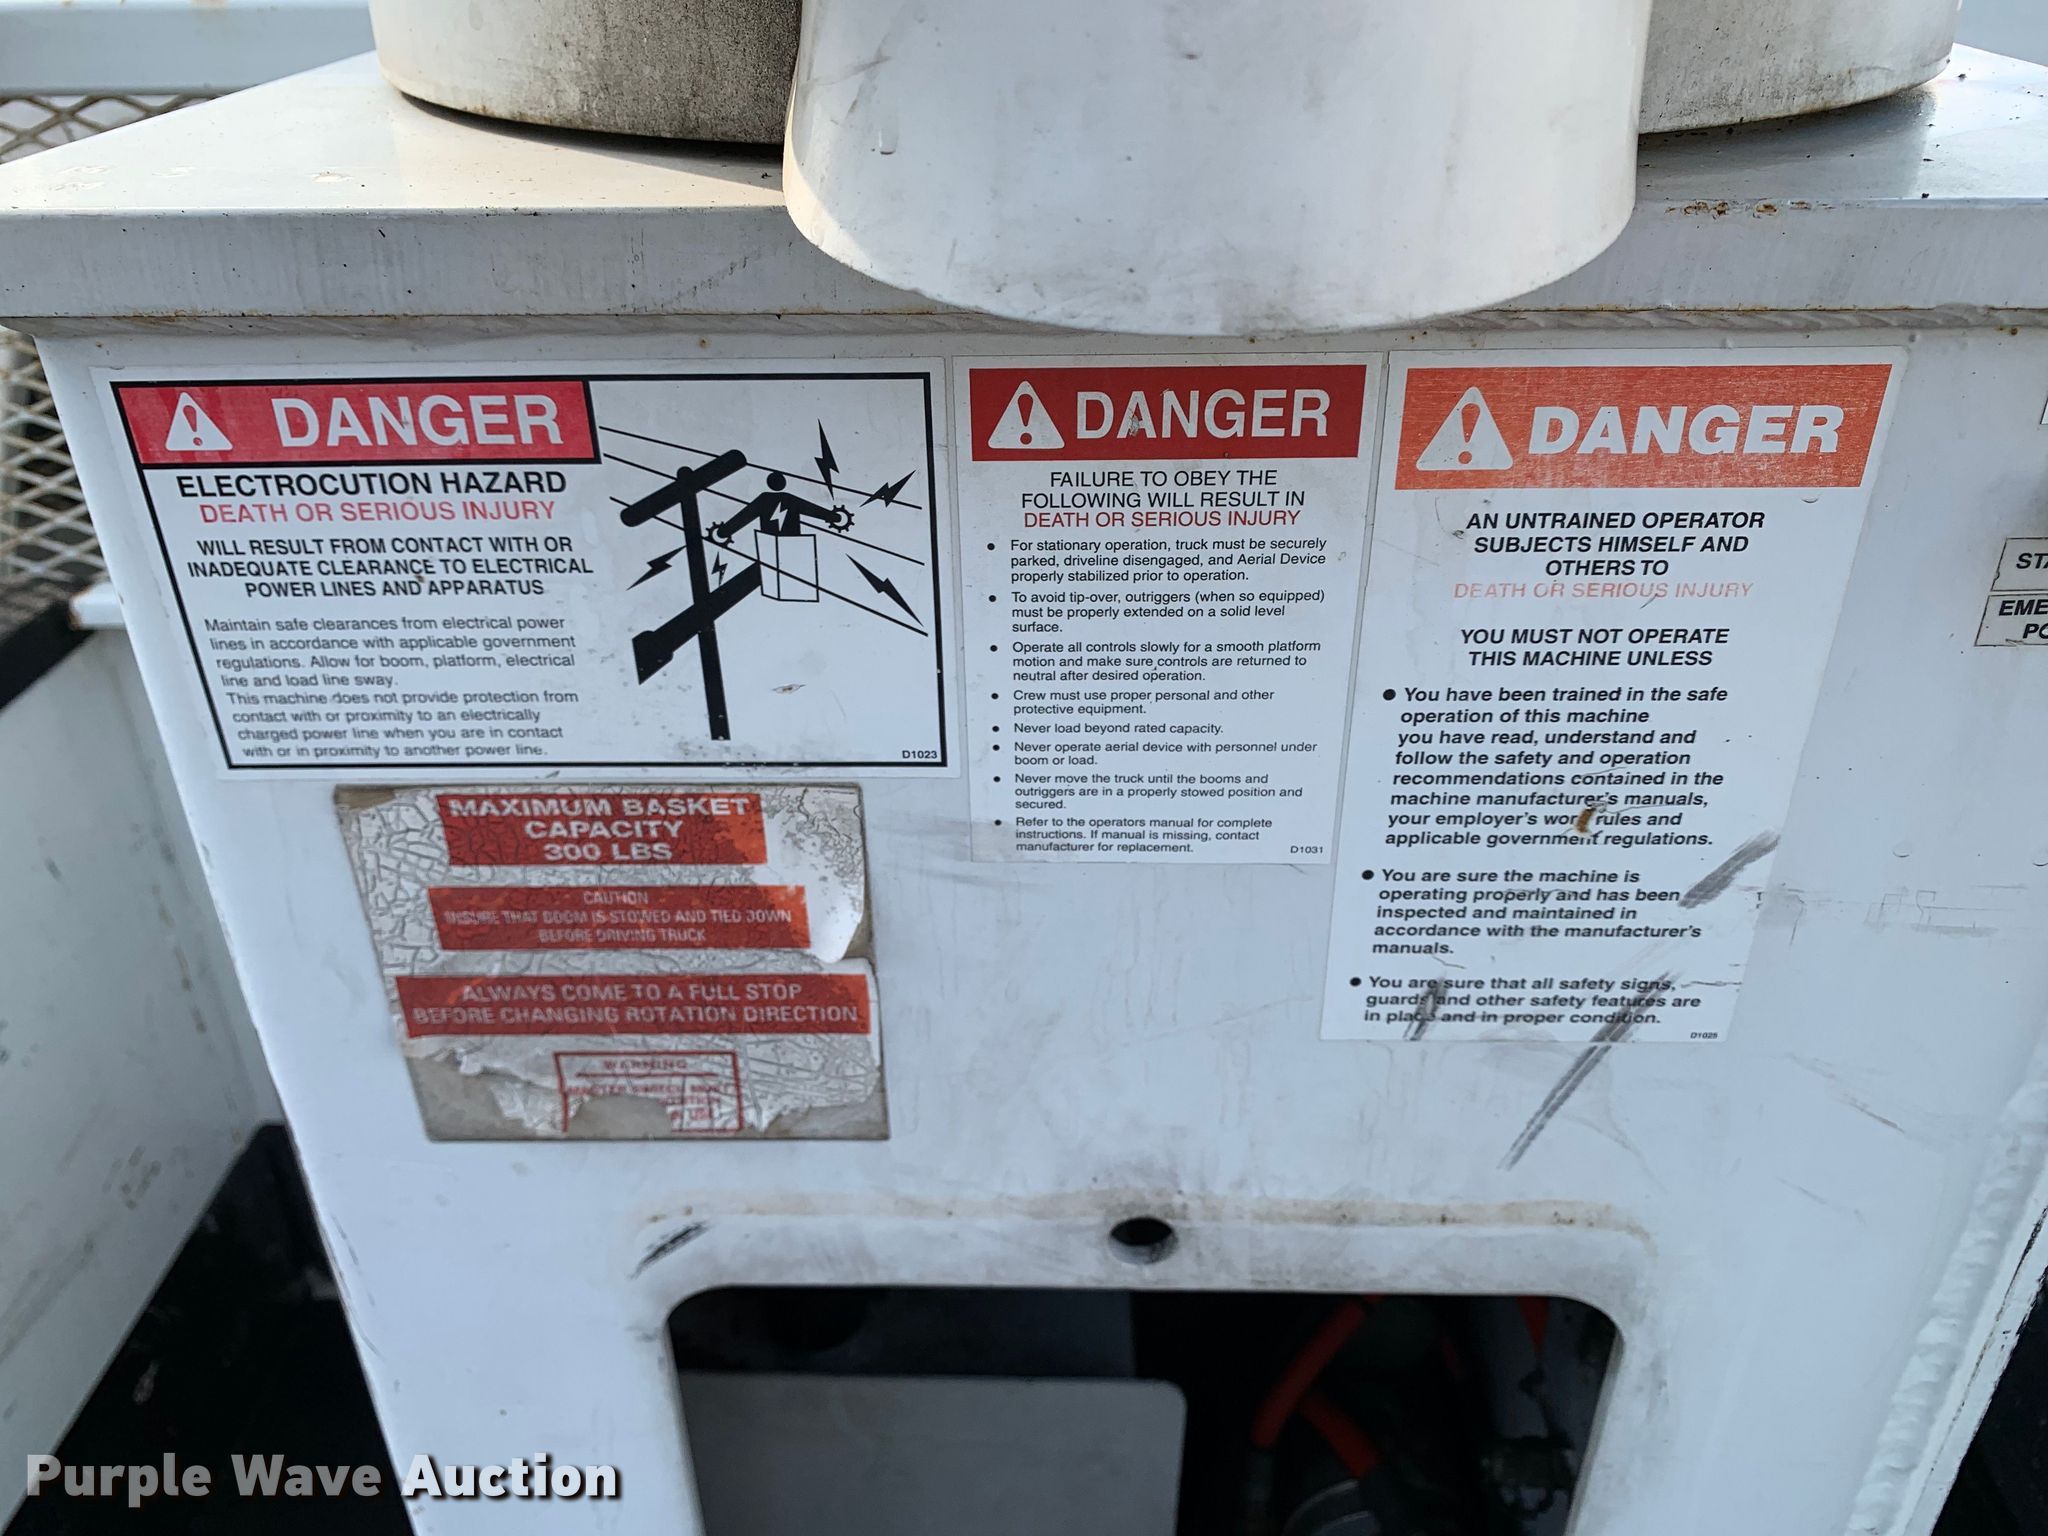 DANGER
ELECTROCUTION HAZARD
DEATH OR SERIOUS INJURY
WILL RESULT FROM CONTACT WITH OR
INADEQUATE CLEARANCE TO ELECTRICAL
POWER LINES AND APPARATUS
Maintain safe clearances from electrical power
lines in accordance with applicable government
regulations. Allow for boom, platform, electrical
line and load line sway.
This machine does not provide protection from
contact with or proximity to an electrically
charged power line when you are in contact
with or in proximity to another power line.
D1023
DANGER
FAILURE TO OBEY THE
FOLLOWING WILL RESULT IN
DEATH OR SERIOUS INJURY
• For stationary operation, truck must be securely
parked, driveline disengaged, and Aerial Device
properly stabilized prior to operation.
• To avoid tip-over, outriggers (when so equipped)
must be properly extended on a solid level
surface.
• Operate all controls slowly for a smooth platform
motion and make sure controls are returned to
neutral after desired operation.
• Crew must use proper personal and other
protective equipment.
• Never load beyond rated capacity.
• Never operate aerial device with personnel under
boom or load.
• Never move the truck until the booms and
outriggers are in a properly stowed position and
secured.
• Refer to the operators manual for complete
instructions. If manual is missing, contact
manufacturer for replacement.
D1031
DANGER
AN UNTRAINED OPERATOR
SUBJECTS HIMSELF AND
OTHERS TO
DEATH OR SERIOUS INJURY
YOU MUST NOT OPERATE
THIS MACHINE UNLESS
• You have been trained in the safe
operation of this machine
you have read, understand and
follow the safety and operation
recommendations contained in the
machine manufacturer's manuals,
your employer's work rules and
applicable government regulations.
• You are sure the machine is
operating properly and has been
inspected and maintained in
accordance with the manufacturer's
manuals.
• You are sure that all safety signs,
guards and other safety features are
in place and in proper condition.
D1025
STA
EME
PO
MAXIMUM BASKET
CAPACITY
300 LBS
CAUTION
ENSURE THAT BOOM IS STOWED AND TIED DOWN
BEFORE DRIVING TRUCK
ALWAYS COME TO A FULL STOP
BEFORE CHANGING ROTATION DIRECTION
WARNING
MASTER SWITCH MUST
Purple Wave Auction